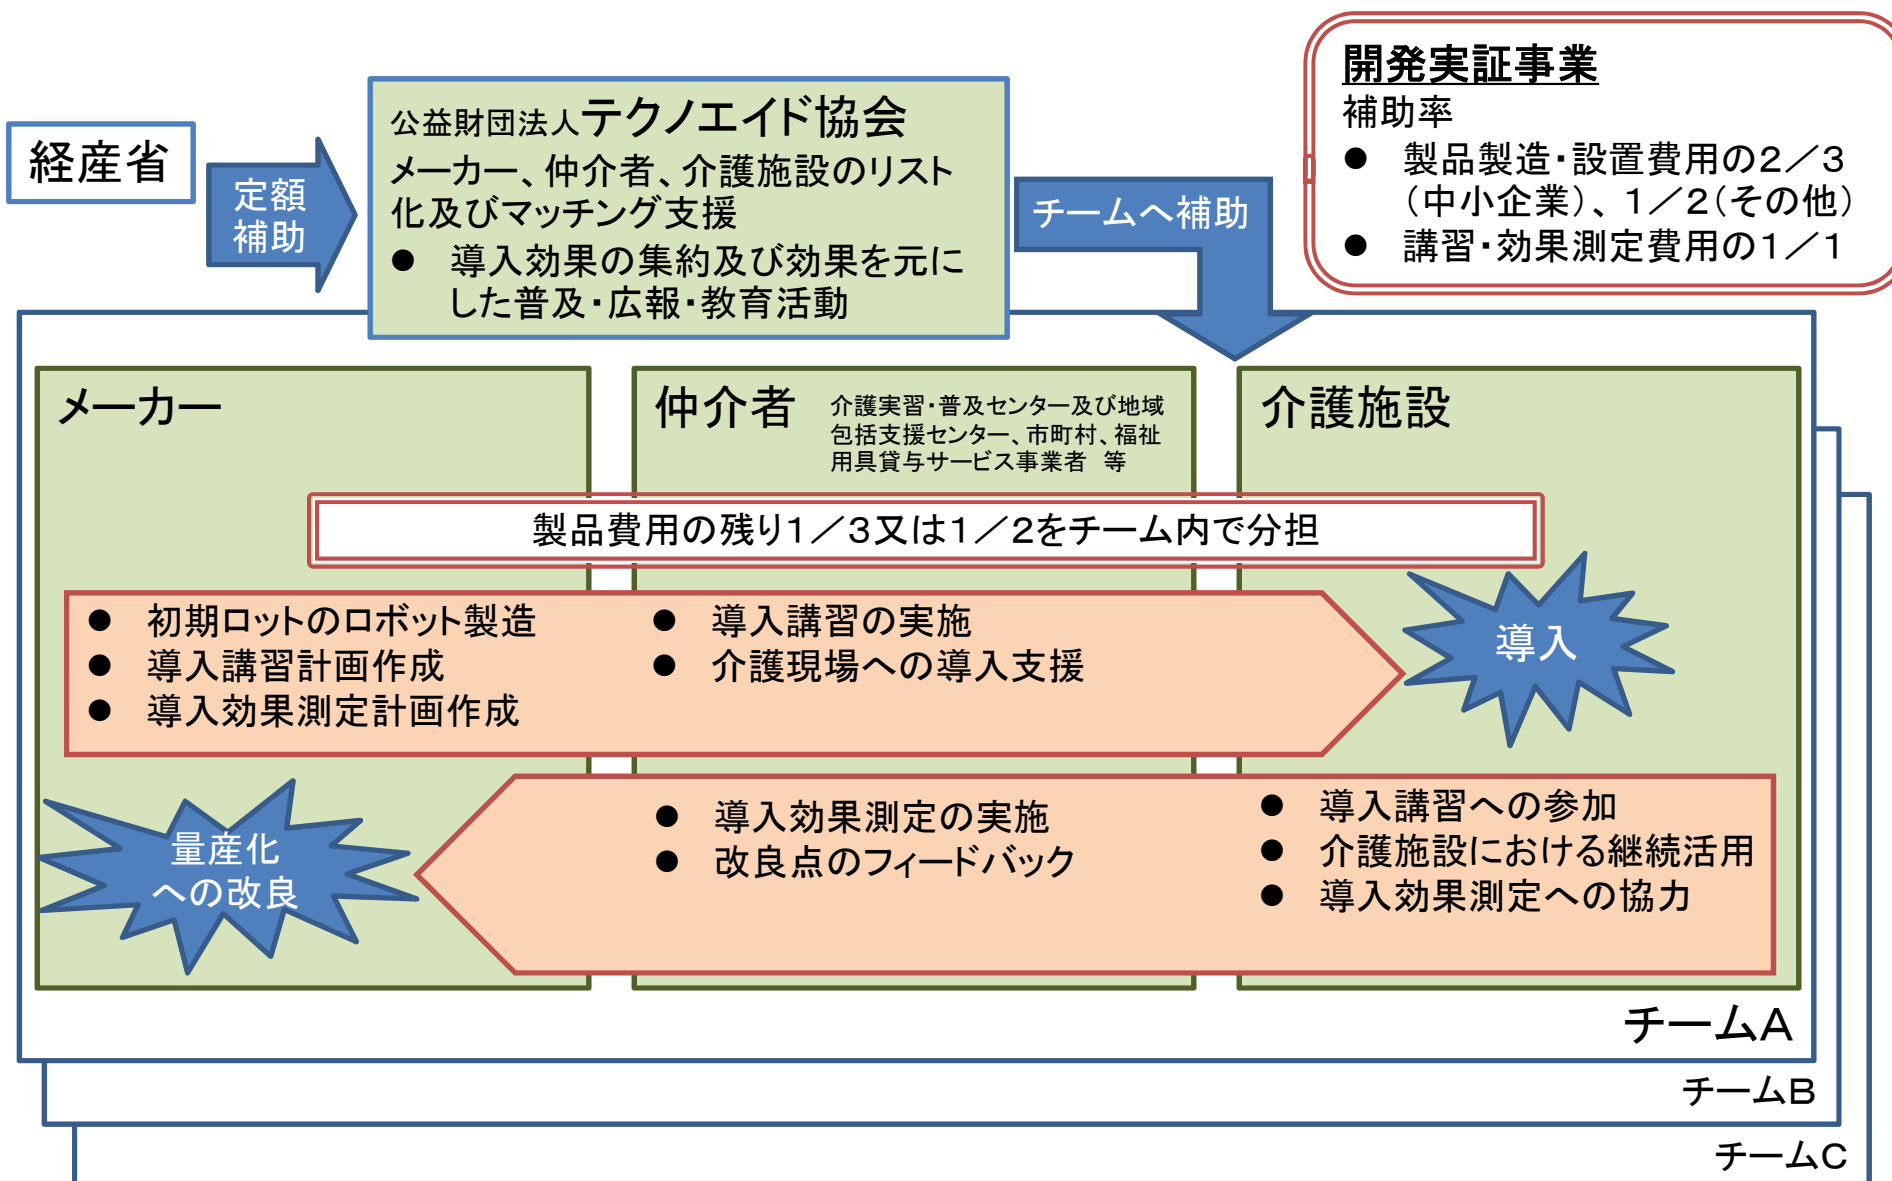 経産省
定額
補助
公益財団法人テクノエイド協会
メーカー、仲介者、介護施設のリスト
化及びマッチング支援
● 導入効果の集約及び効果を元に
した普及・広報・教育活動
チームへ補助
開発実証事業
補助率
● 製品製造・設置費用の2／3
（中小企業）、1／2（その他）
● 講習・効果測定費用の1／1
メーカー
仲介者
介護実習・普及センター及び地域
包括支援センター、市町村、福祉
用具貸与サービス事業者 等
介護施設
製品費用の残り1／3又は1／2をチーム内で分担
● 初期ロットのロボット製造
● 導入講習計画作成
● 導入効果測定計画作成
● 導入講習の実施
● 介護現場への導入支援
導入
量産化
への改良
● 導入効果測定の実施
● 改良点のフィードバック
● 導入講習への参加
● 介護施設における継続活用
● 導入効果測定への協力
チームA
チームB
チームC